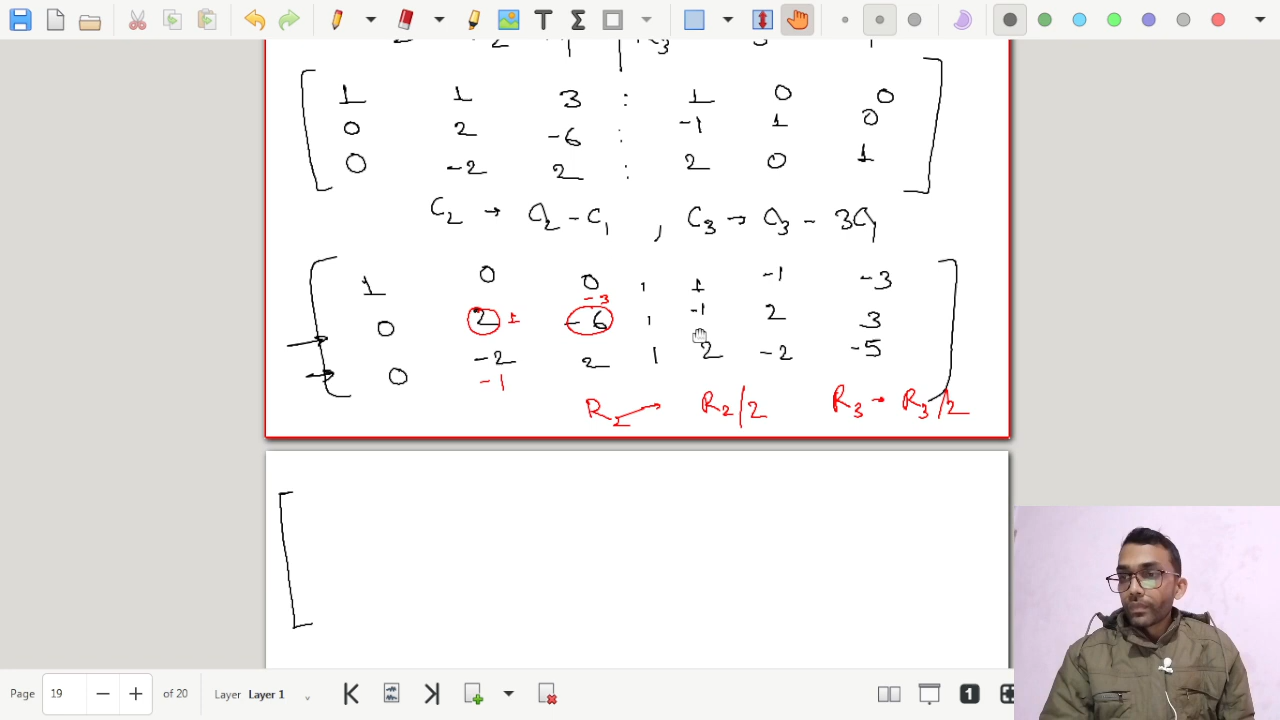 1 1 3 : 1 0 0
0 2 -6 : -1 1 0
0 -2 2 : 2 0 1
C2 → C2 - C1 , C3 → C3 - 3C1
1 0 0 : 1 -1 -3
-3
0 2 1 -6 : -1 2 3
0 -2 2 : 2 -2 -5
-1
R2 → R2/2 R3 → R3/2
Page 19 of 20 Layer Layer 1